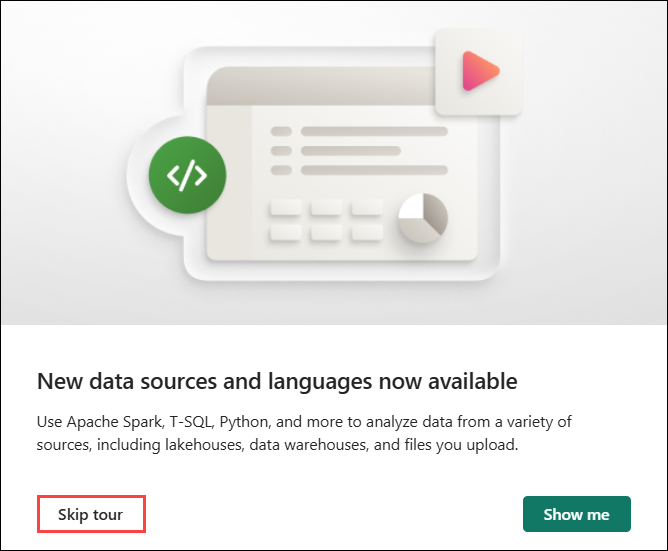 </>
New data sources and languages now available
Use Apache Spark, T-SQL, Python, and more to analyze data from a variety of
sources, including lakehouses, data warehouses, and files you upload.
Skip tour
Show me